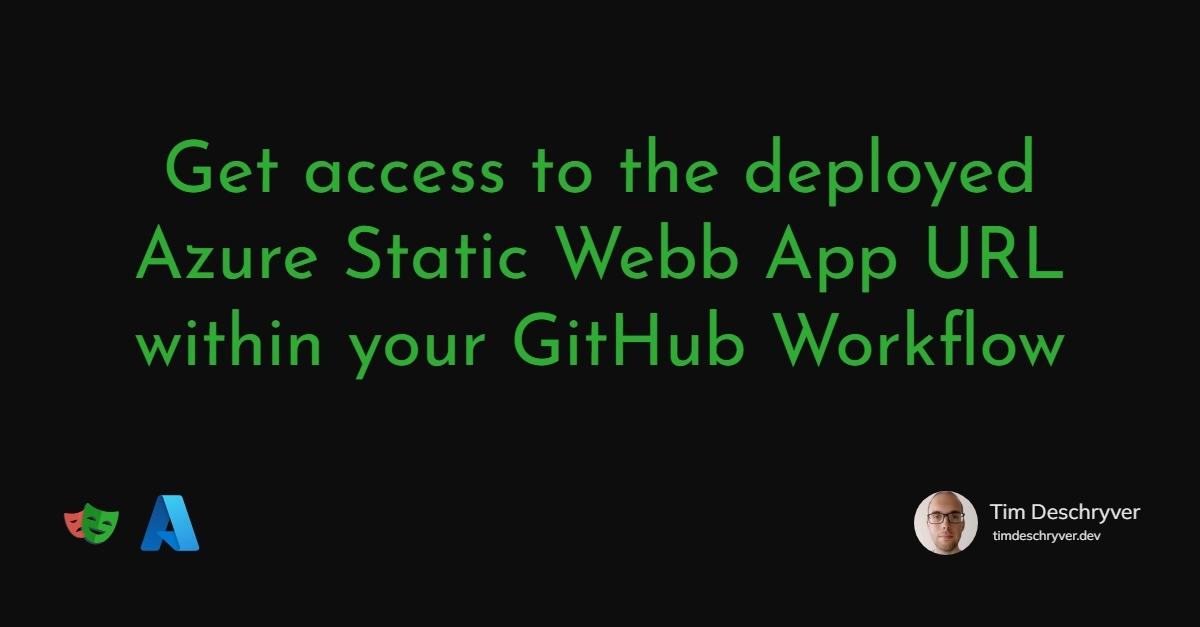 Get access to the deployed
Azure Static Webb App URL
within your GitHub Workflow
Tim Deschryver
timdeschryver.dev